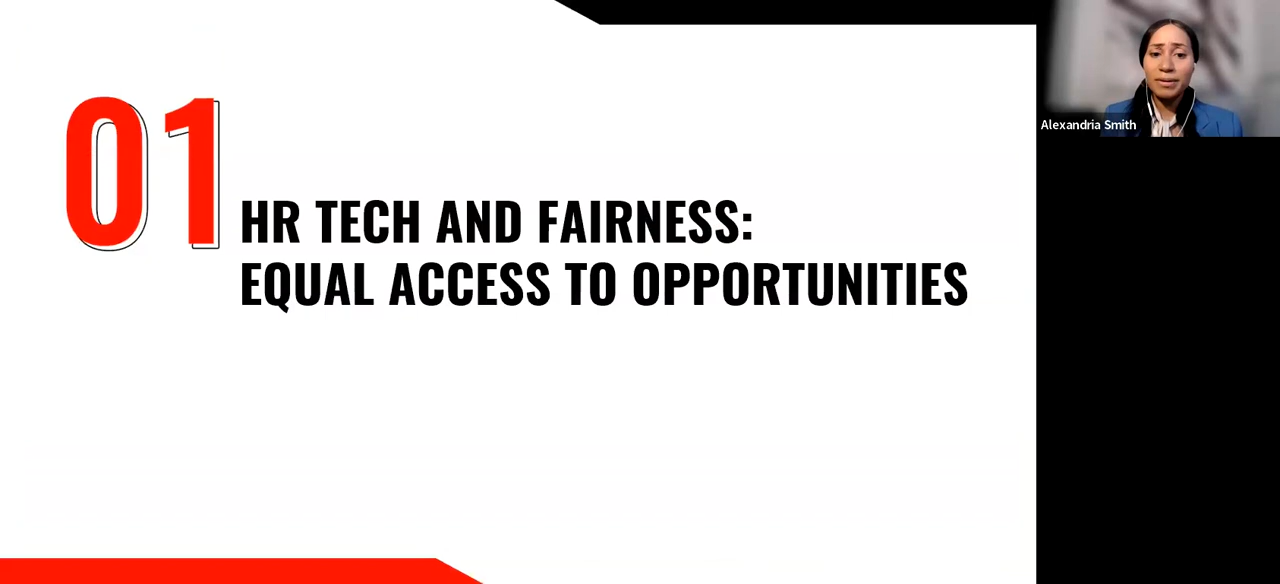 01
HR TECH AND FAIRNESS:
EQUAL ACCESS TO OPPORTUNITIES
Alexandria Smith